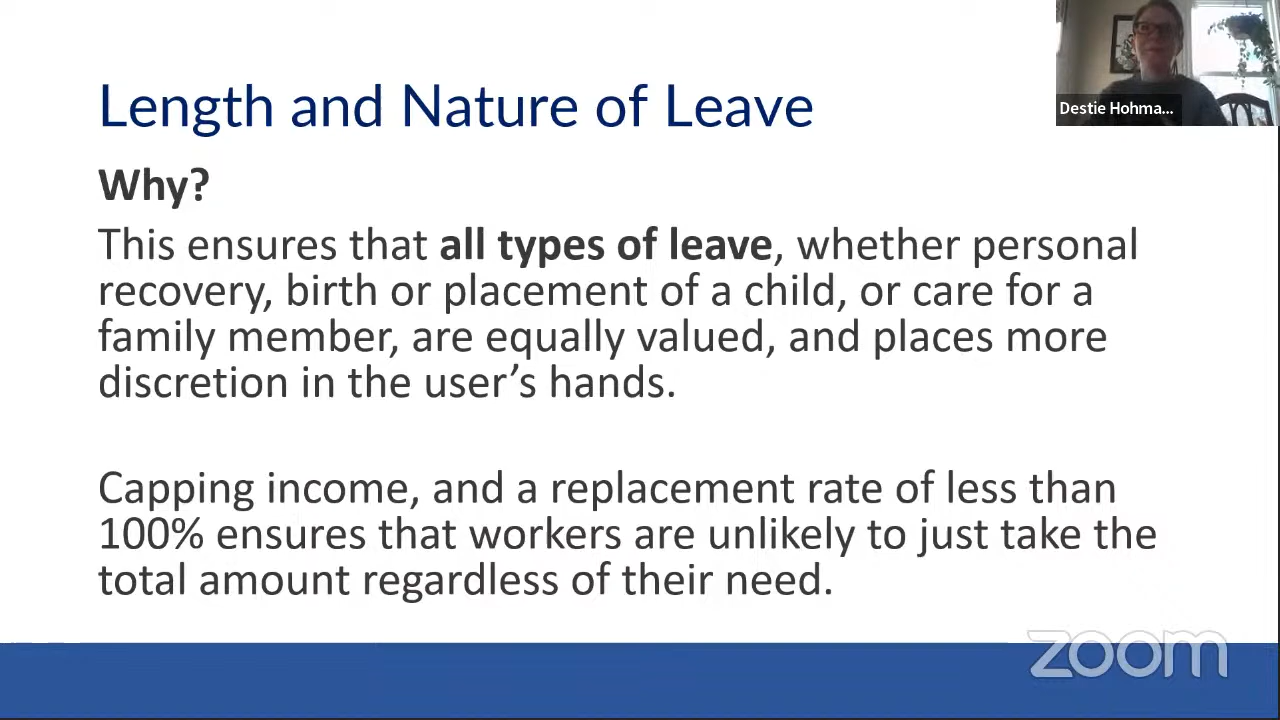 Destie Hohma...
Length and Nature of Leave
Why?
This ensures that all types of leave, whether personal
recovery, birth or placement of a child, or care for a
family member, are equally valued, and places more
discretion in the user’s hands.
Capping income, and a replacement rate of less than
100% ensures that workers are unlikely to just take the
total amount regardless of their need.
zoom